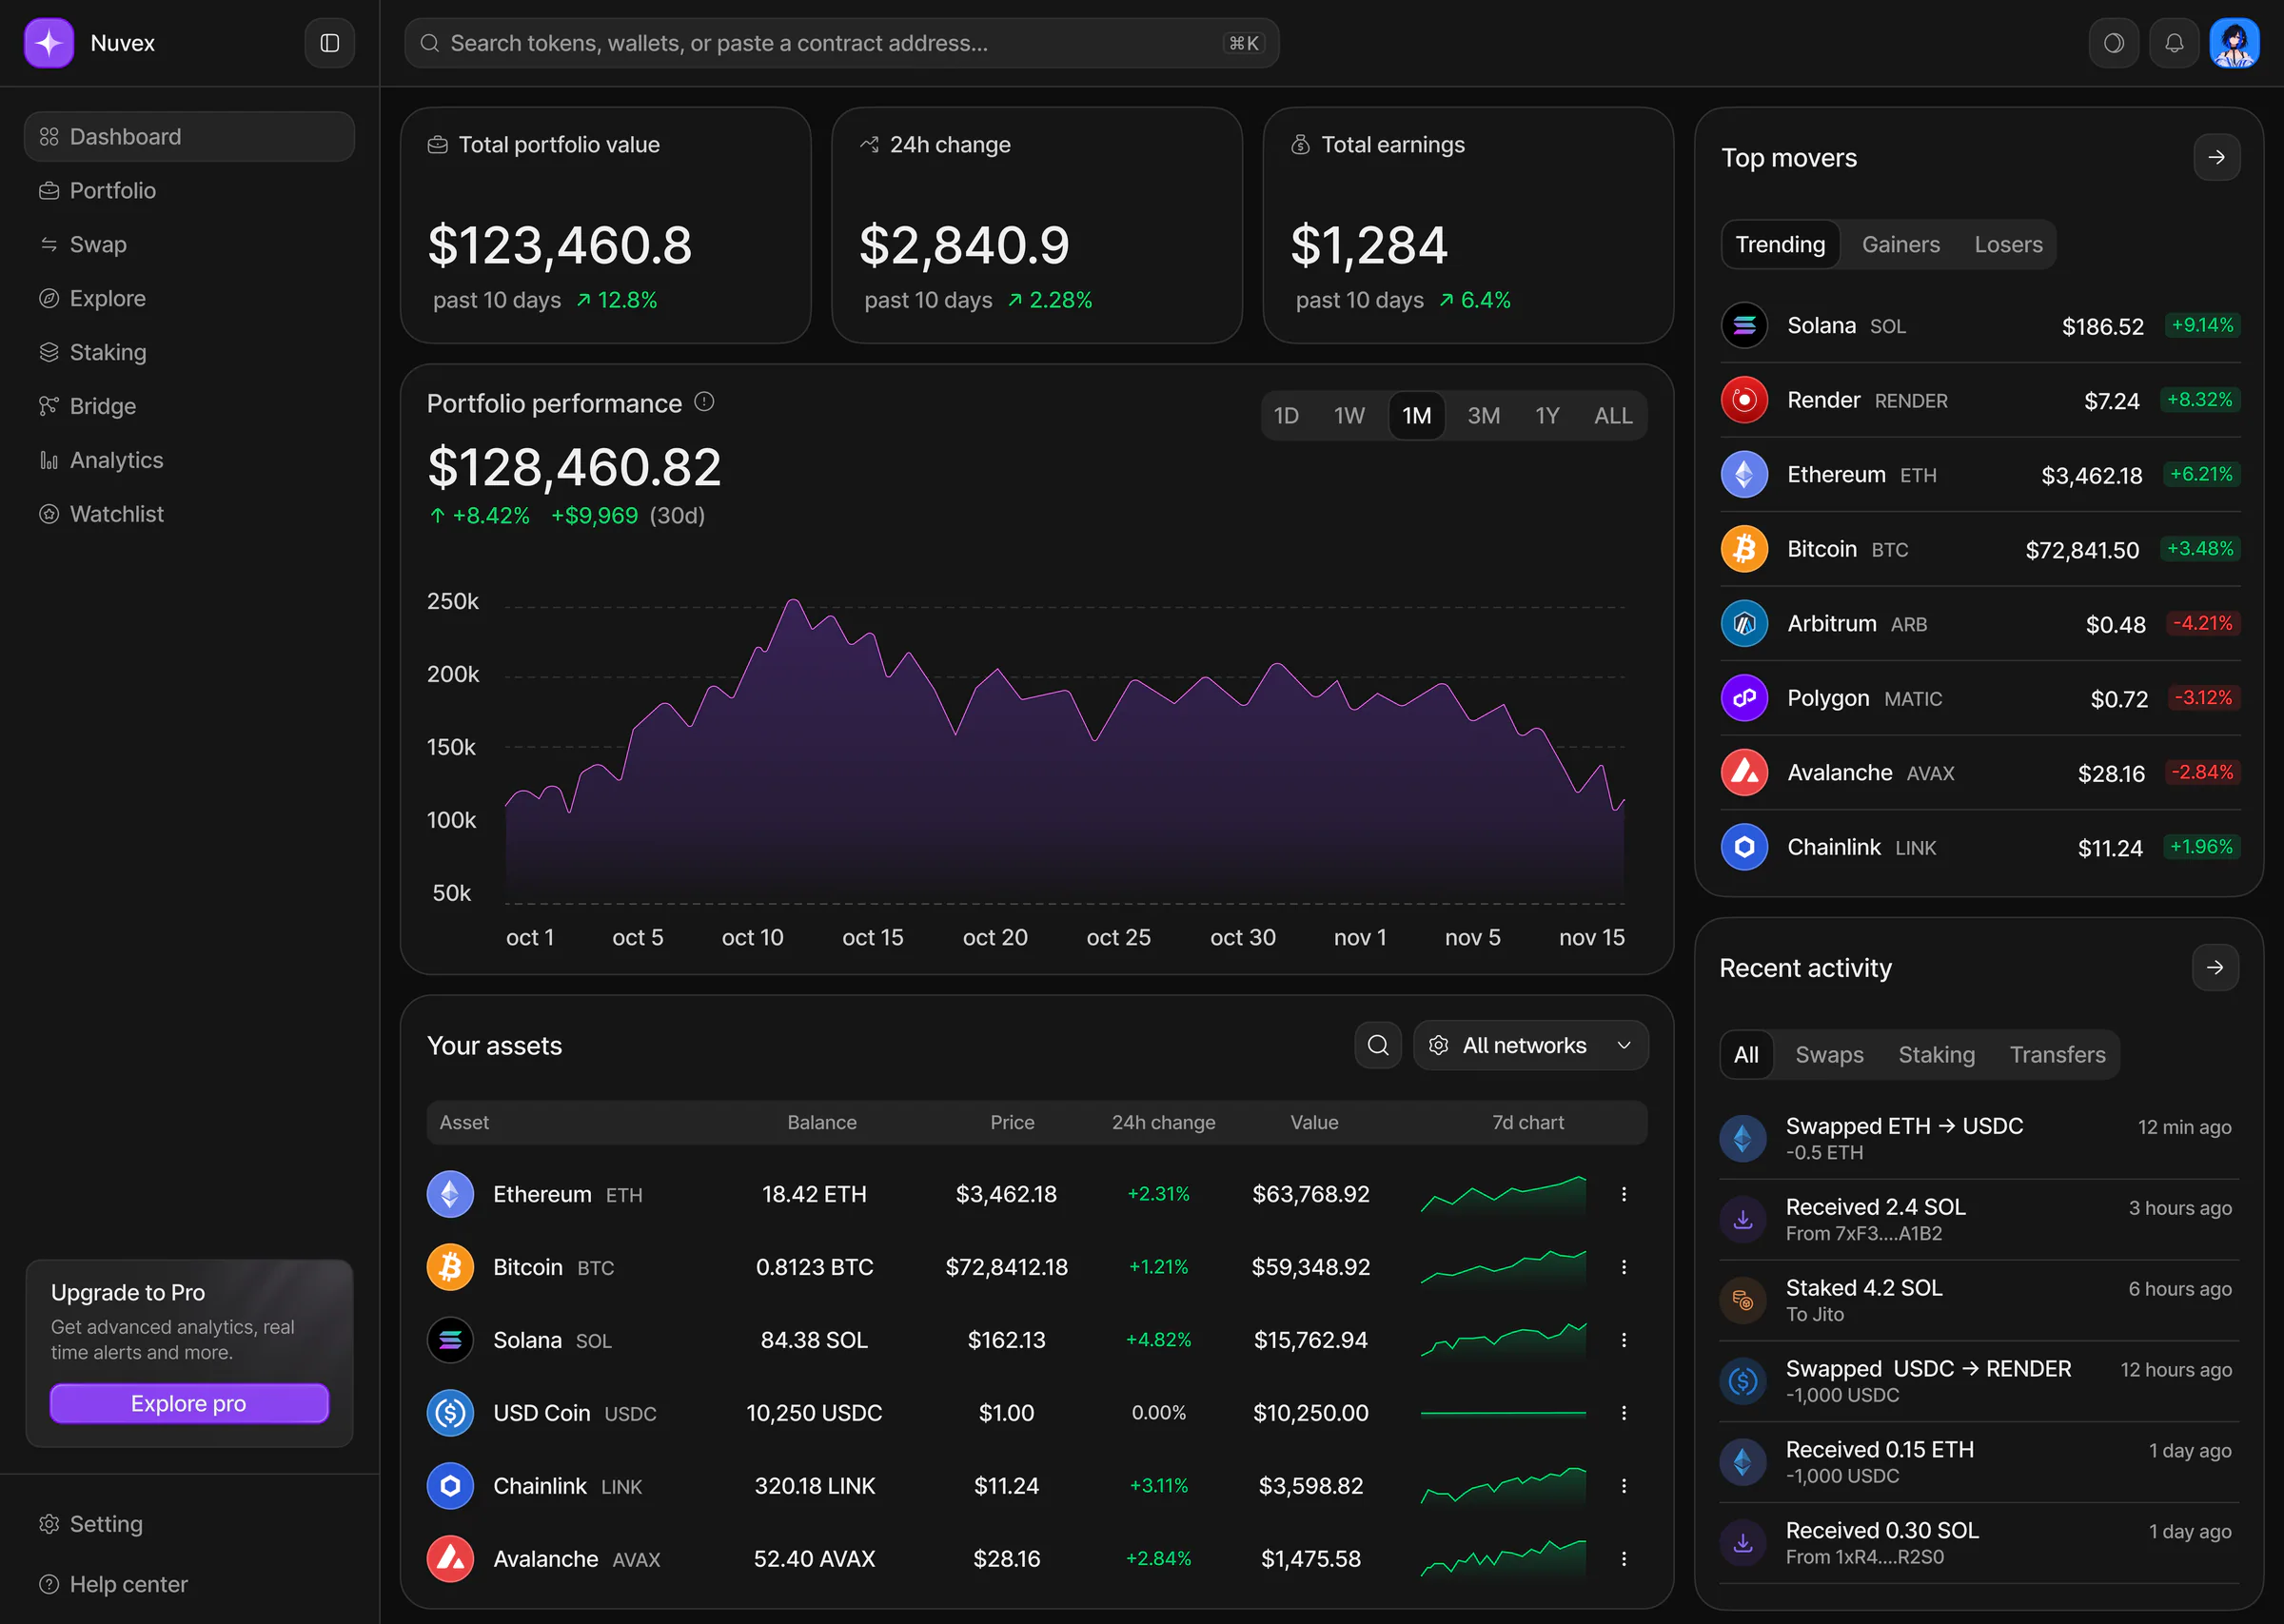 Nuvex
Search tokens, wallets, or paste a contract address...
⌘K
Dashboard
Portfolio
Swap
Explore
Staking
Bridge
Analytics
Watchlist
Upgrade to Pro
Get advanced analytics, real
time alerts and more.
Explore pro
Setting
Help center
Total portfolio value
$123,460.8
past 10 days 12.8%
24h change
$2,840.9
past 10 days 2.28%
Total earnings
$1,284
past 10 days 6.4%
Portfolio performance
1D 1W 1M 3M 1Y ALL
$128,460.82
+8.42% +$9,969 (30d)
250k
200k
150k
100k
50k
oct 1 oct 5 oct 10 oct 15 oct 20 oct 25 oct 30 nov 1 nov 5 nov 15
Your assets
All networks
Asset Balance Price 24h change Value 7d chart
Ethereum ETH 18.42 ETH $3,462.18 +2.31% $63,768.92
Bitcoin BTC 0.8123 BTC $72,8412.18 +1.21% $59,348.92
Solana SOL 84.38 SOL $162.13 +4.82% $15,762.94
USD Coin USDC 10,250 USDC $1.00 0.00% $10,250.00
Chainlink LINK 320.18 LINK $11.24 +3.11% $3,598.82
Avalanche AVAX 52.40 AVAX $28.16 +2.84% $1,475.58
Top movers
Trending Gainers Losers
Solana SOL $186.52 +9.14%
Render RENDER $7.24 +8.32%
Ethereum ETH $3,462.18 +6.21%
Bitcoin BTC $72,841.50 +3.48%
Arbitrum ARB $0.48 -4.21%
Polygon MATIC $0.72 -3.12%
Avalanche AVAX $28.16 -2.84%
Chainlink LINK $11.24 +1.96%
Recent activity
All Swaps Staking Transfers
Swapped ETH → USDC 12 min ago
-0.5 ETH
Received 2.4 SOL 3 hours ago
From 7xF3....A1B2
Staked 4.2 SOL 6 hours ago
To Jito
Swapped USDC → RENDER 12 hours ago
-1,000 USDC
Received 0.15 ETH 1 day ago
-1,000 USDC
Received 0.30 SOL 1 day ago
From 1xR4....R2S0